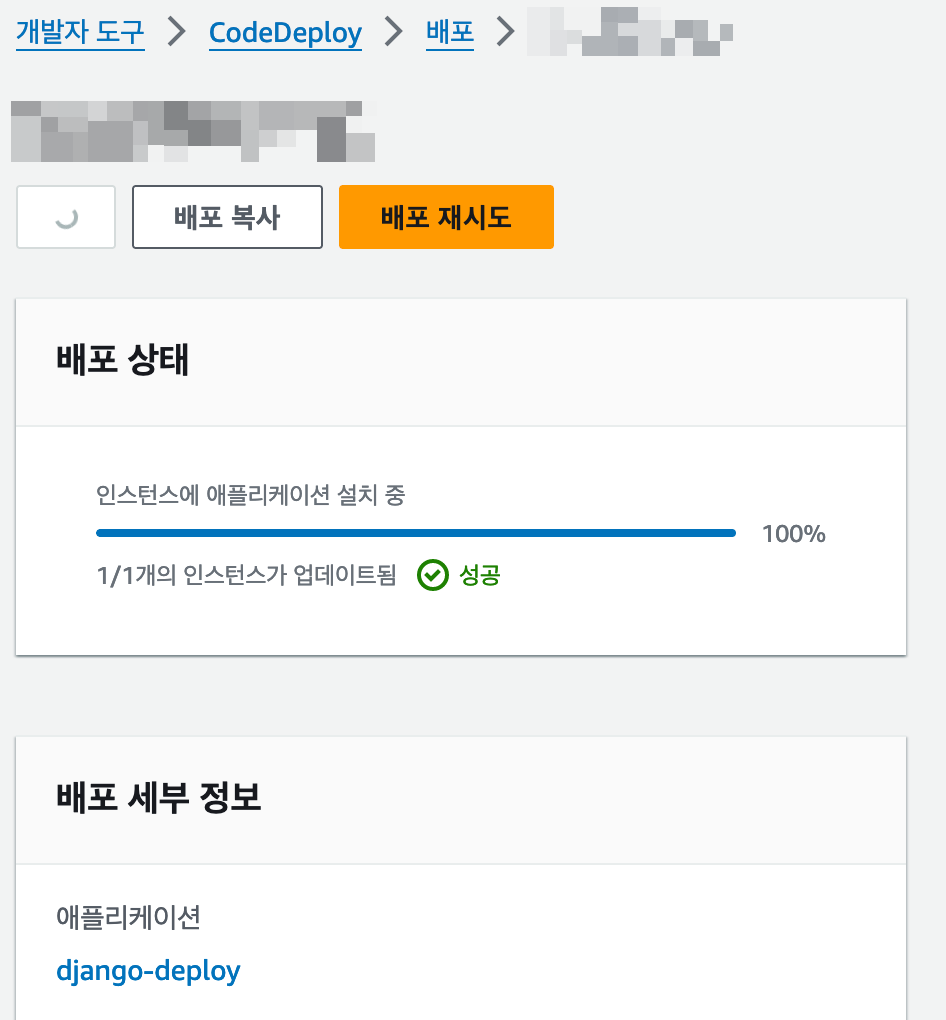 개발자 도구 > CodeDeploy > 배포 >
배포 복사 배포 재시도
배포 상태
인스턴스에 애플리케이션 설치 중
100%
1/1개의 인스턴스가 업데이트됨 성공
배포 세부 정보
애플리케이션
django-deploy